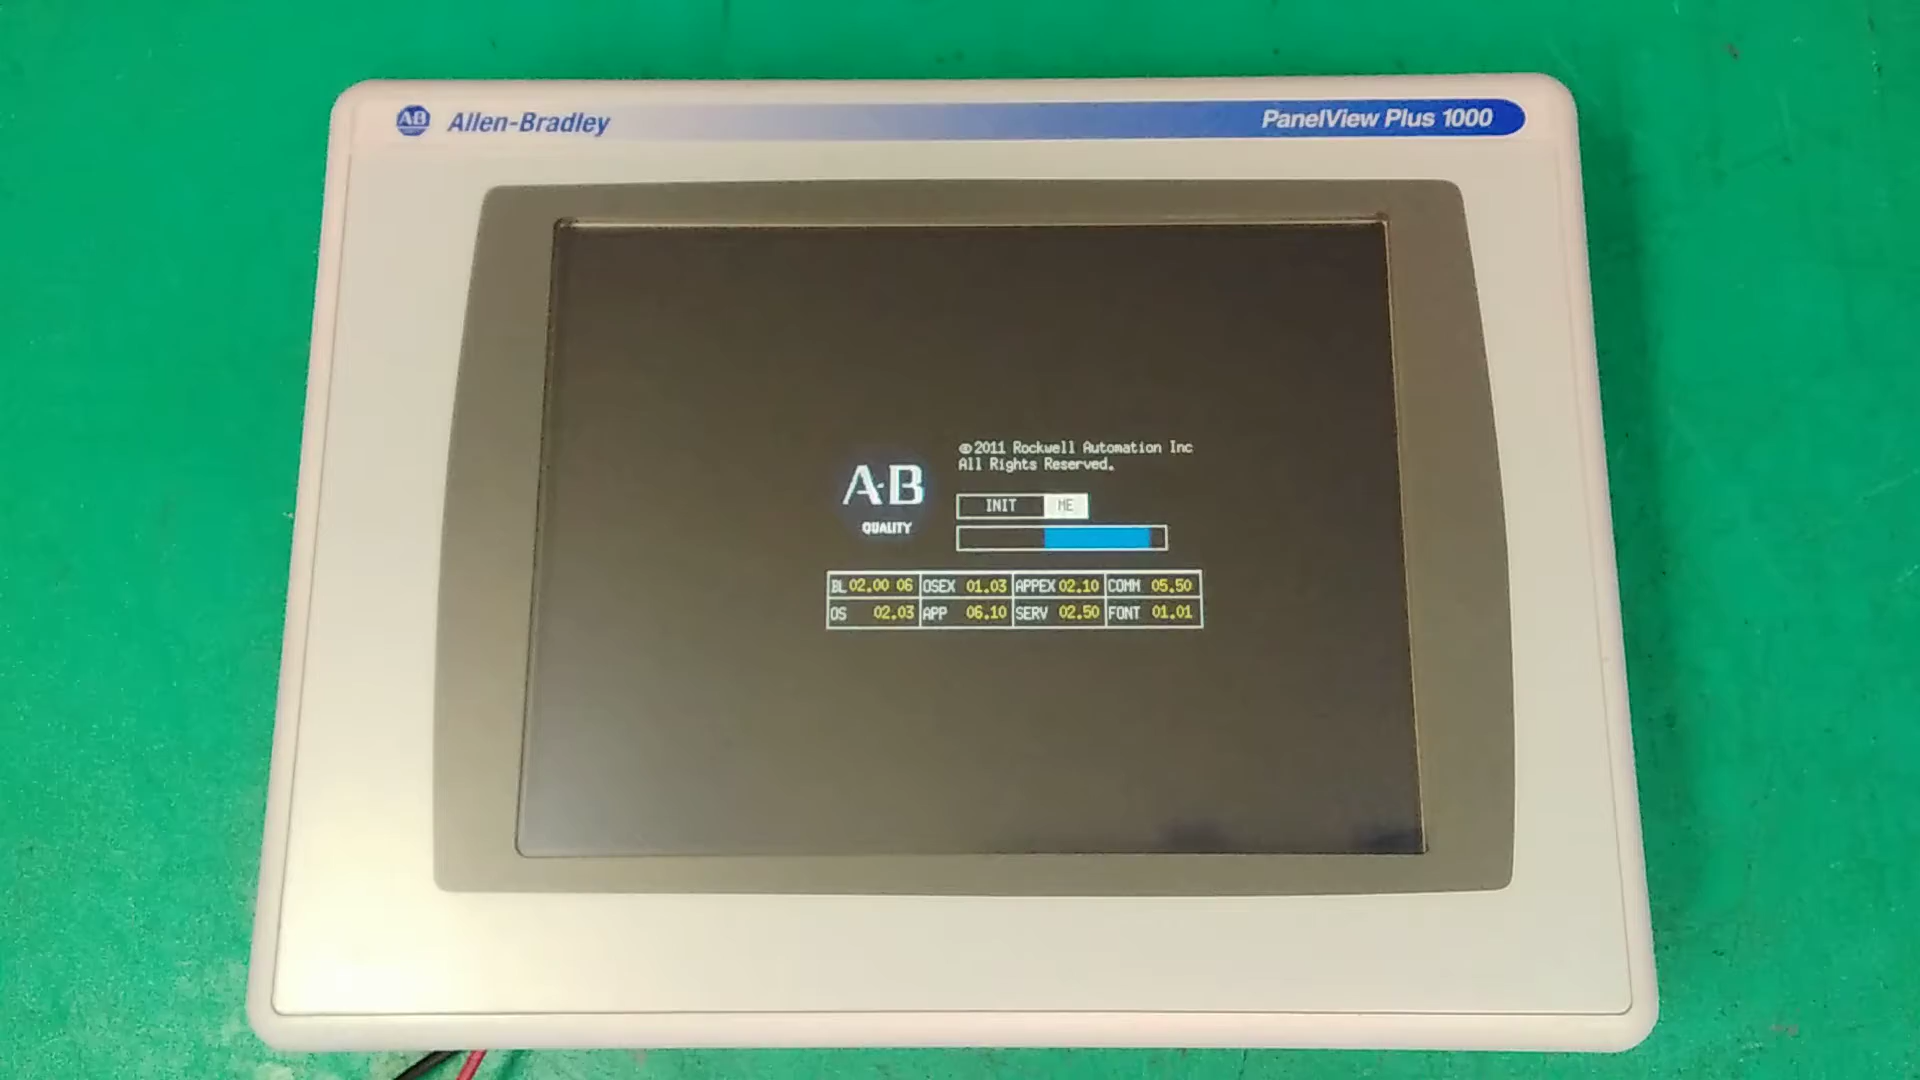 AB Allen-Bradley
PanelView Plus 1000
©2011 Rockwell Automation Inc
All Rights Reserved.
A·B
QUALITY
INIT ME
BL 02.00 06 OSEX 01.03 APPEX 02.10 COMM 05.50
OS 02.03 APP 06.10 SERV 02.50 FONT 01.01